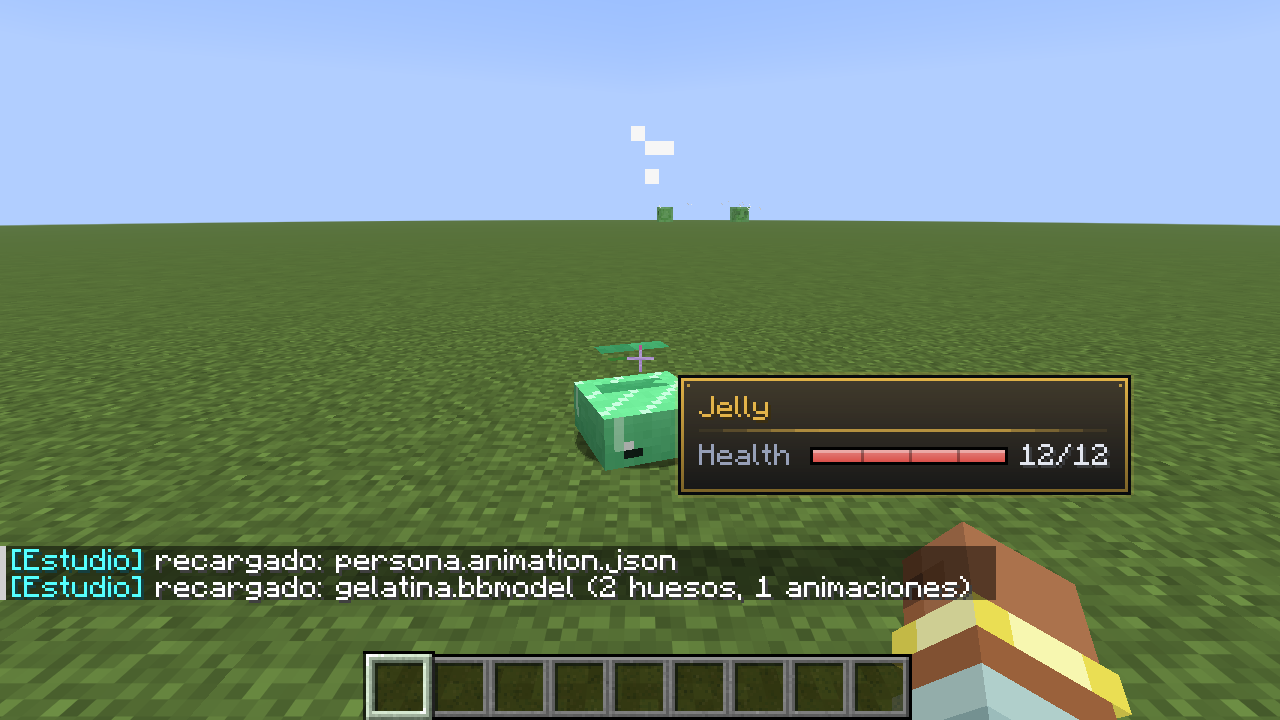 Jelly
Health 12/12
[Estudio] recargado: persona.animation.json
[Estudio] recargado: gelatina.bbmodel (2 huesos, 1 animaciones)